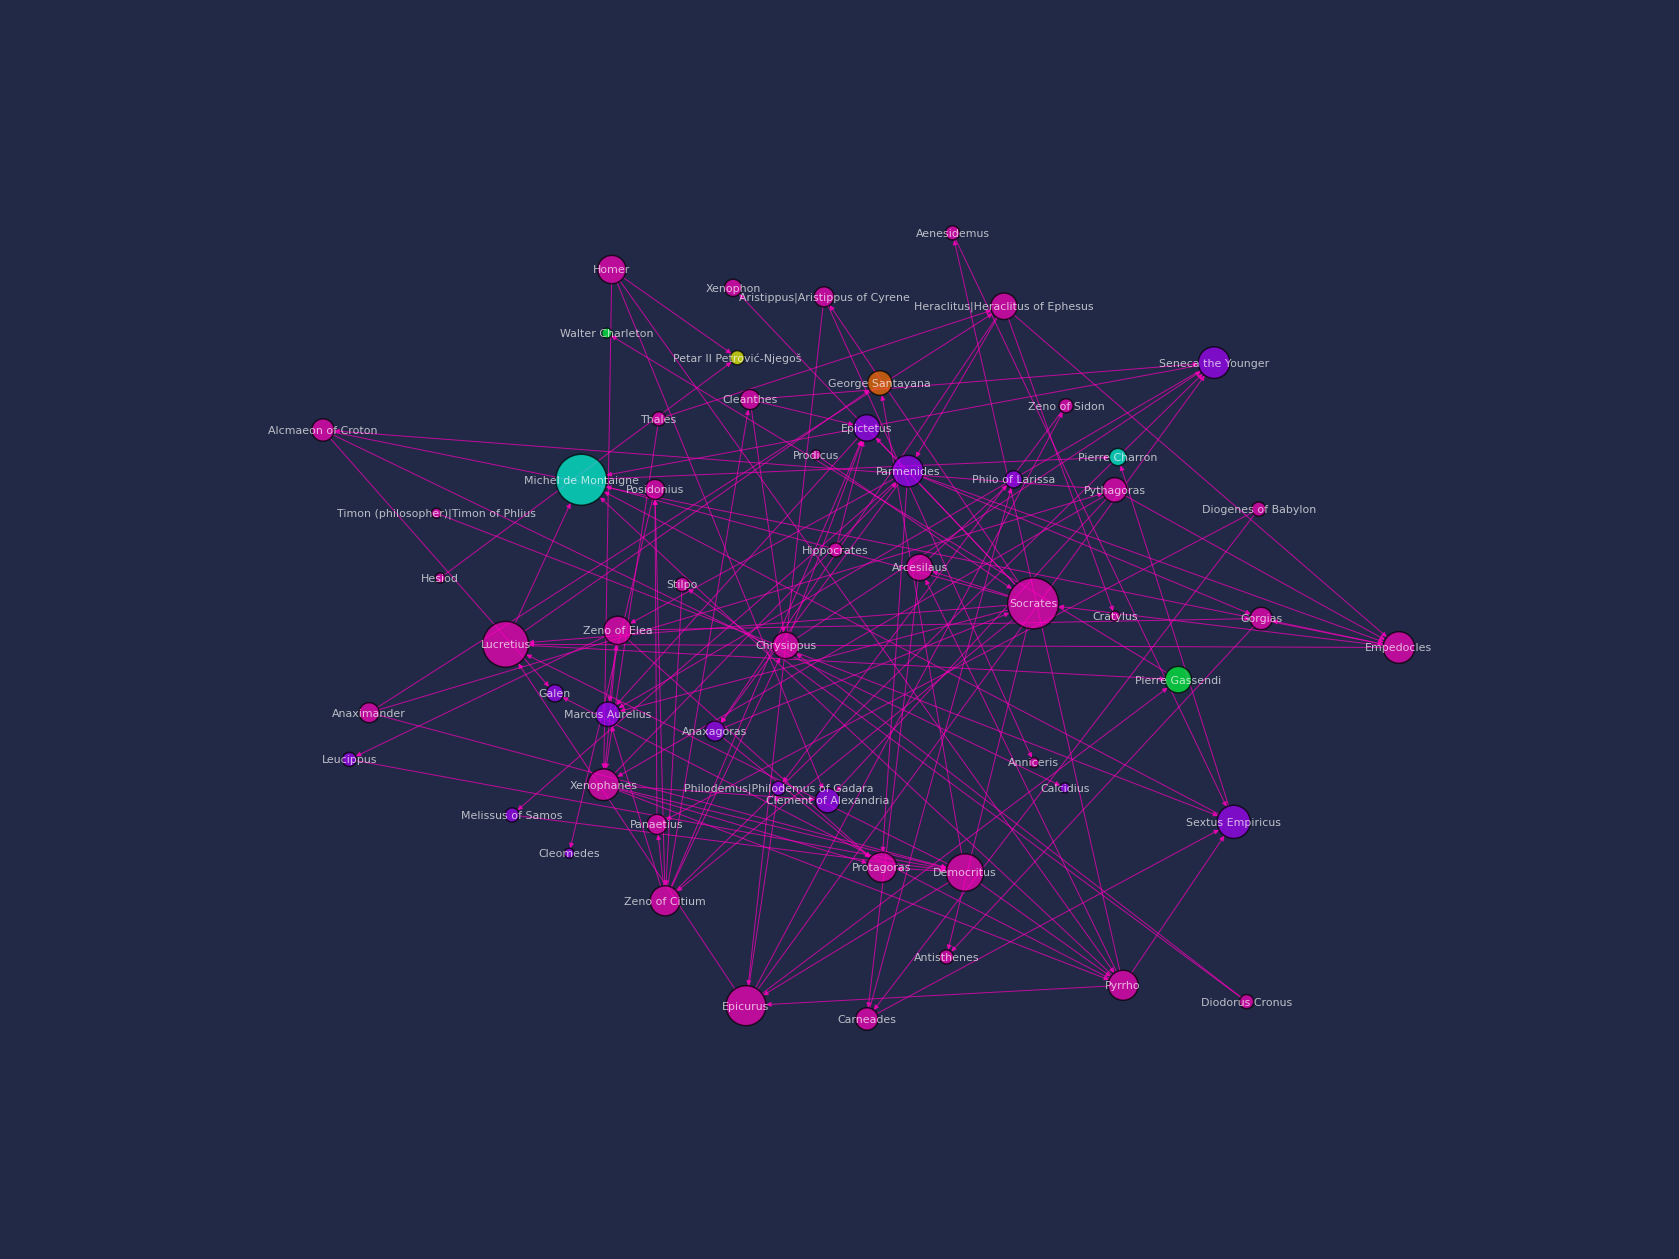 Aenesidemus
Homer
Xenophon
Aristippus|Aristippus of Cyrene
Heraclitus|Heraclitus of Ephesus
Walter Charleton
Petar II Petrović-Njegoš
Seneca the Younger
George Santayana
Cleanthes
Zeno of Sidon
Thales
Alcmaeon of Croton
Epictetus
Prodicus
Pierre Charron
Parmenides
Michel de Montaigne
Philo of Larissa
Posidonius
Pythagoras
Timon (philosopher)|Timon of Phlius
Diogenes of Babylon
Hippocrates
Arcesilaus
Hesiod
Stilpo
Socrates
Cratylus
Gorgias
Zeno of Elea
Lucretius
Chrysippus
Empedocles
Pierre Gassendi
Galen
Anaximander
Marcus Aurelius
Anaxagoras
Leucippus
Anniceris
Xenophanes
Philodemus|Philodemus of Gadara
Calcidius
Clement of Alexandria
Melissus of Samos
Panaetius
Sextus Empiricus
Cleomedes
Protagoras
Democritus
Zeno of Citium
Antisthenes
Pyrrho
Epicurus
Carneades
Diodorus Cronus